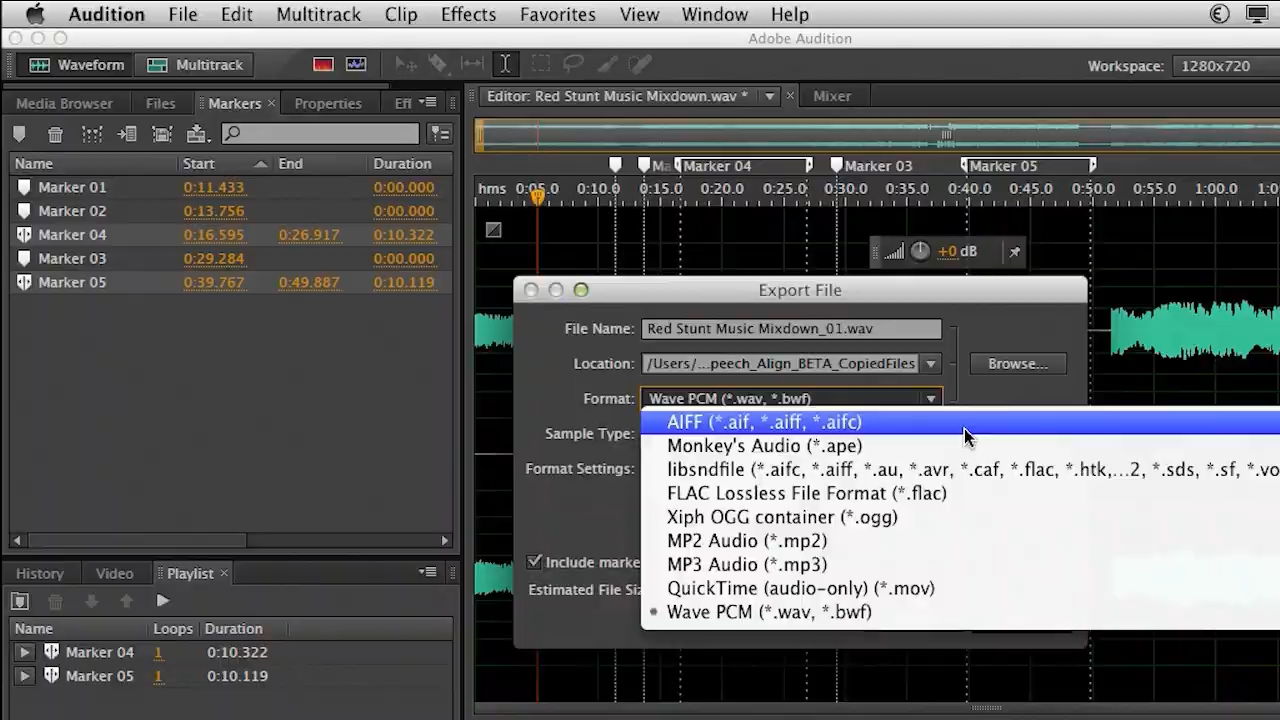 Audition File Edit Multitrack Clip Effects Favorites View Window Help
Adobe Audition
Waveform Multitrack Workspace: 1280x720
Media Browser Files Markers Properties Eff
Editor: Red Stunt Music Mixdown.wav * Mixer
Name Start End Duration
Marker 01 0:11.433 0:00.000
Marker 02 0:13.756 0:00.000
Marker 04 0:16.595 0:26.917 0:10.322
Marker 03 0:29.284 0:00.000
Marker 05 0:39.767 0:49.887 0:10.119
Ma Marker 04 Marker 03 Marker 05
hms 0:05.0 0:10.0 0:15.0 0:20.0 0:25.0 0:30.0 0:35.0 0:40.0 0:45.0 0:50.0 0:55.0 1:00.0
+0 dB
Export File
File Name: Red Stunt Music Mixdown_01.wav
Location: /Users/...peech_Align_BETA_CopiedFiles Browse...
Format: Wave PCM (*.wav, *.bwf)
Sample Type:
Format Settings:
Include marke
Estimated File Siz
AIFF (*.aif, *.aiff, *.aifc)
Monkey's Audio (*.ape)
libsndfile (*.aifc, *.aiff, *.au, *.avr, *.caf, *.flac, *.htk,...2, *.sds, *.sf, *.vo
FLAC Lossless File Format (*.flac)
Xiph OGG container (*.ogg)
MP2 Audio (*.mp2)
MP3 Audio (*.mp3)
QuickTime (audio-only) (*.mov)
Wave PCM (*.wav, *.bwf)
History Video Playlist
Name Loops Duration
Marker 04 1 0:10.322
Marker 05 1 0:10.119